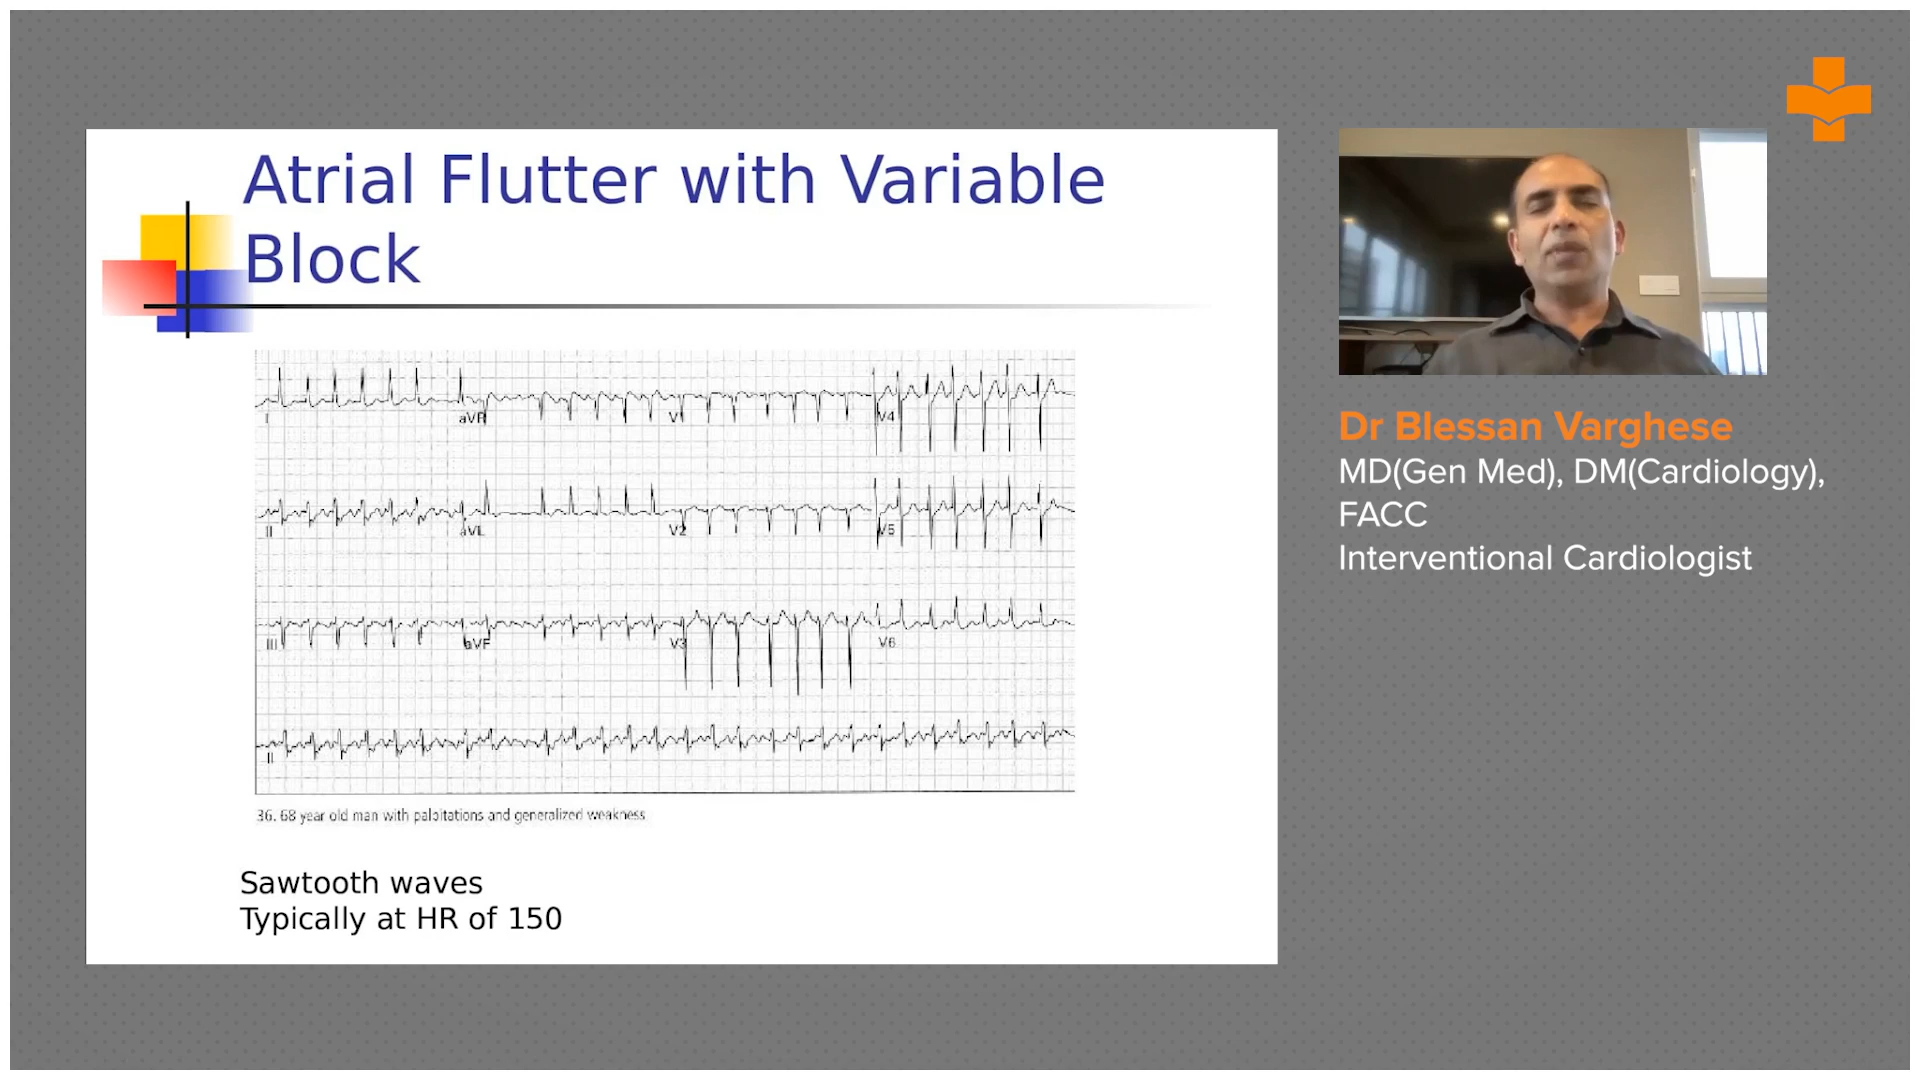 Atrial Flutter with Variable
Block
I
aVR
V1
V4
II
aVL
V2
V5
III
aVF
V3
V6
II
36. 68 year old man with palpitations and generalized weakness
Sawtooth waves
Typically at HR of 150
Dr Blessan Varghese
MD(Gen Med), DM(Cardiology),
FACC
Interventional Cardiologist